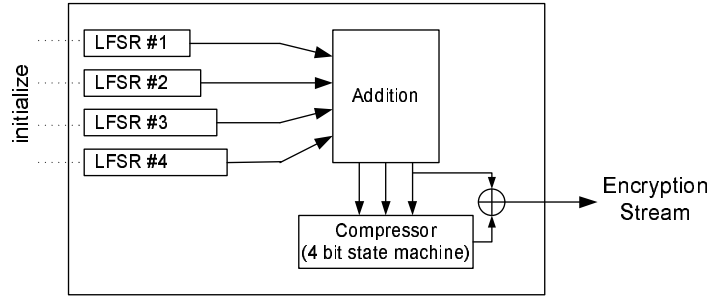 initialize
LFSR #1
LFSR #2
LFSR #3
LFSR #4
Addition
Compressor
(4 bit state machine)
Encryption
Stream